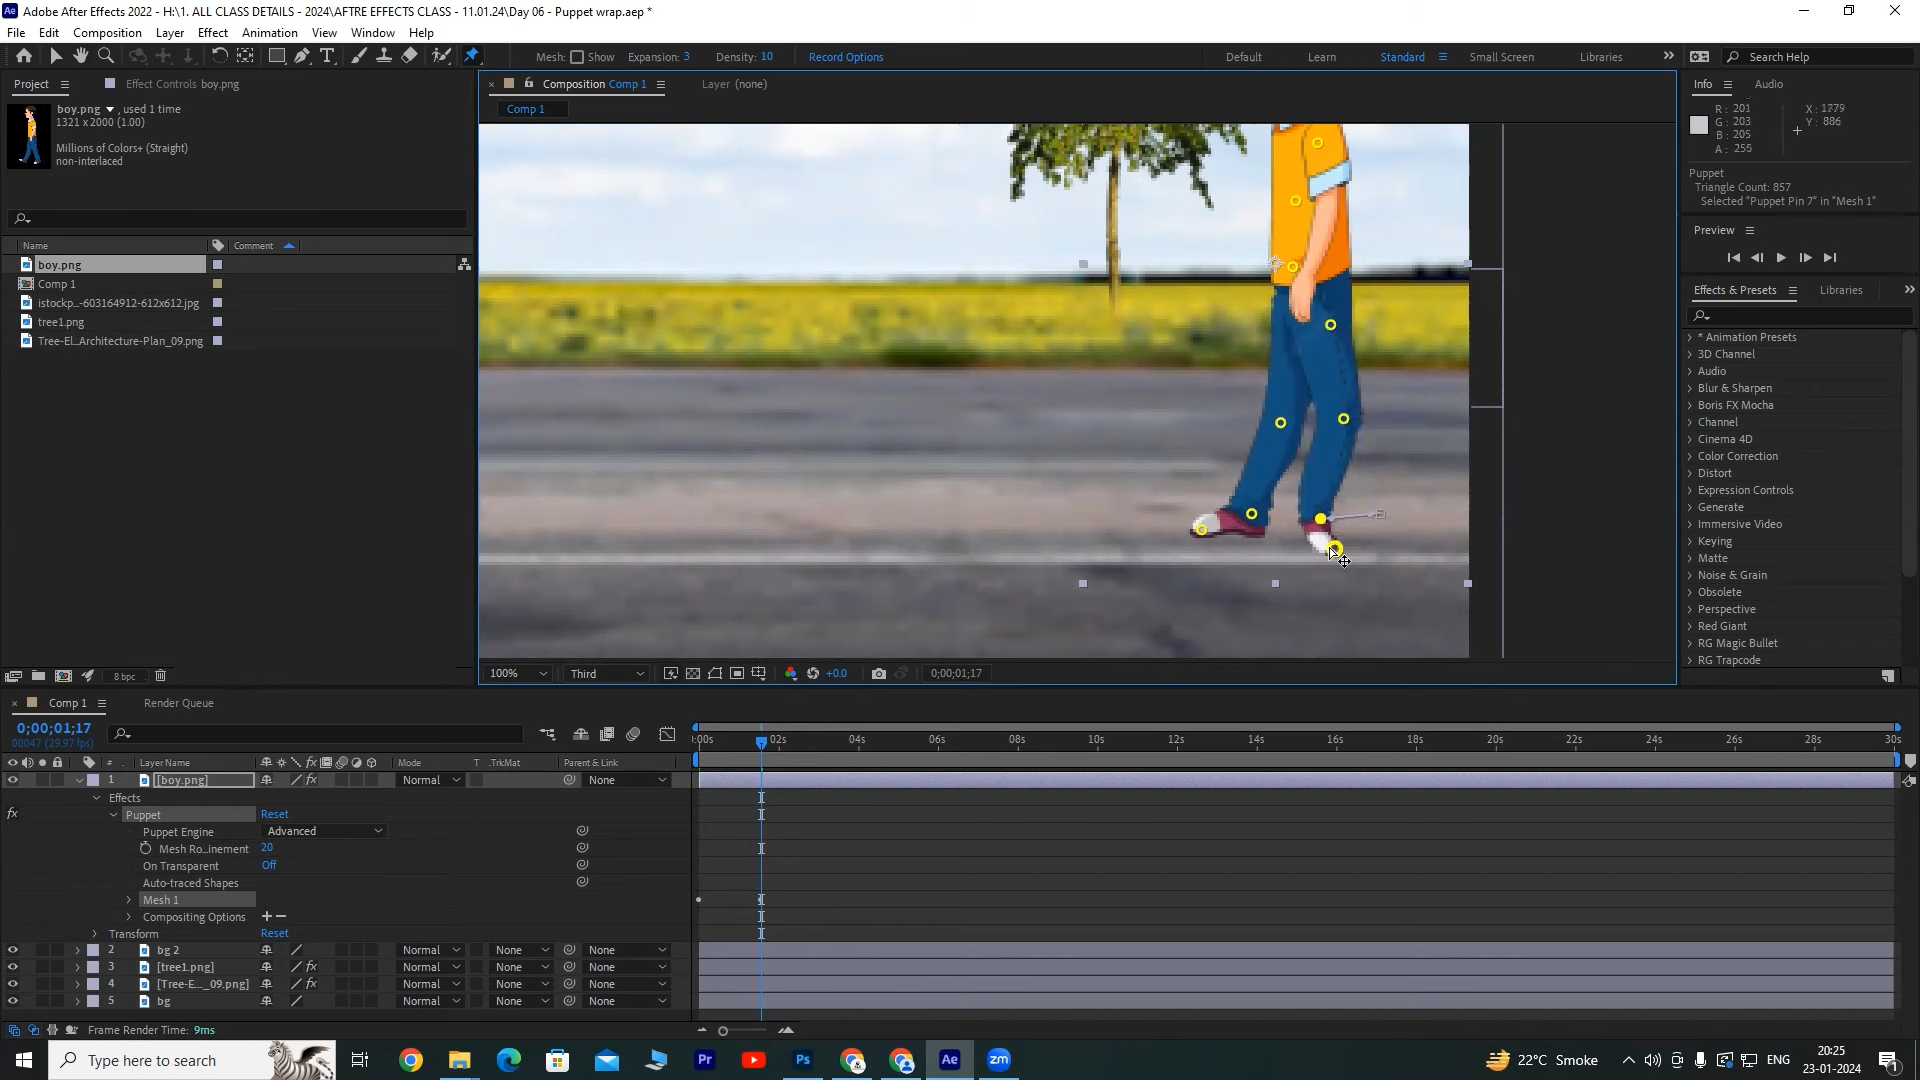 Ae Adobe After Effects 2022 - H:\1. ALL CLASS DETAILS - 2024\AFTRE EFFECTS CLASS - 11.01.24\Day 06 - Puppet wrap.aep *
File Edit Composition Layer Effect Animation View Window Help
Mesh: Show Expansion: 3 Density: 10 Record Options Default Learn Standard Small Screen Libraries Search Help
Project Effect Controls boy.png Composition Comp 1 Layer (none) Info Audio
boy.png , used 1 time
1321 x 2000 (1.00)
Comp 1
R: 201 X: 1779
G: 203 Y: 886
B: 205
A: 259
Millions of Colors+ (Straight)
non-interlaced
Puppet
Triangle Count: 857
Selected "Puppet Pin 7" in "Mesh 1"
Preview
Name Comment
boy.png
Comp 1
istockp...-603164912-612x612.jpg
tree1.png
Tree-El...Architecture-Plan_09.png
Effects & Presets Libraries
* Animation Presets
3D Channel
Audio
Blur & Sharpen
Boris FX Mocha
Channel
Cinema 4D
Color Correction
Distort
Expression Controls
Generate
Immersive Video
Keying
Matte
Noise & Grain
Obsolete
Perspective
Red Giant
RG Magic Bullet
RG Trapcode
8 bpc
100% Third +0.0 0;00;01;17
Comp 1 Render Queue
0;00;01;17
00047 (29.97 fps)
:00s 02s 04s 06s 08s 10s 12s 14s 16s 18s 20s 22s 24s 26s 28s 30s
# Layer Name Mode T .TrkMat Parent & Link
1 [boy.png] fx Normal None
Effects
fx Puppet Reset
Puppet Engine Advanced
Mesh Ro...inement 20
On Transparent Off
Auto-traced Shapes
Mesh 1
Compositing Options
Transform Reset
2 bg 2 Normal None None
3 [tree1.png] fx Normal None None
4 [Tree-E..._09.png] fx Normal None None
5 bg Normal None None
Frame Render Time: 9ms
Type here to search Pr Ps Ae zm 22°C Smoke ENG 20:25
23-01-2024 1